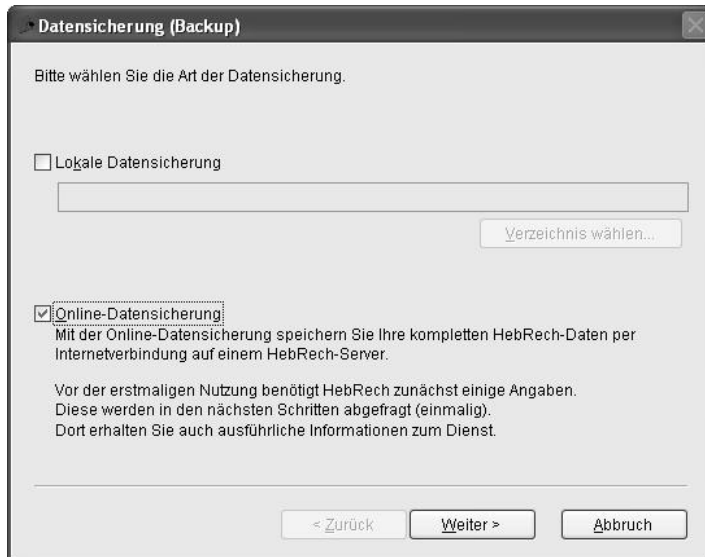 Datensicherung (Backup)
Bitte wählen Sie die Art der Datensicherung.
Lokale Datensicherung
Verzeichnis wählen...
Online-Datensicherung
Mit der Online-Datensicherung speichern Sie Ihre kompletten HebRech-Daten per
Internetverbindung auf einem HebRech-Server.
Vor der erstmaligen Nutzung benötigt HebRech zunächst einige Angaben.
Diese werden in den nächsten Schritten abgefragt (einmalig).
Dort erhalten Sie auch ausführliche Informationen zum Dienst.
< Zurück
Weiter >
Abbruch